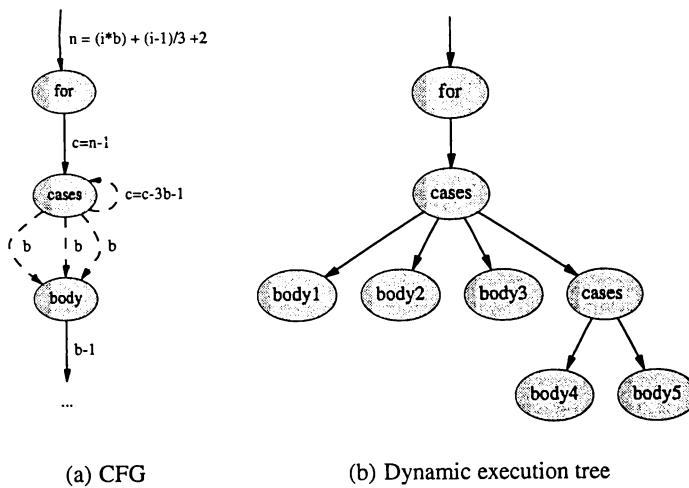 n = (i*b) + (i-1)/3 +2
for
c=n-1
cases
c=c-3b-1
b
b
b
body
b-1
...
(a) CFG
for
cases
body1
body2
body3
cases
body4
body5
(b) Dynamic execution tree